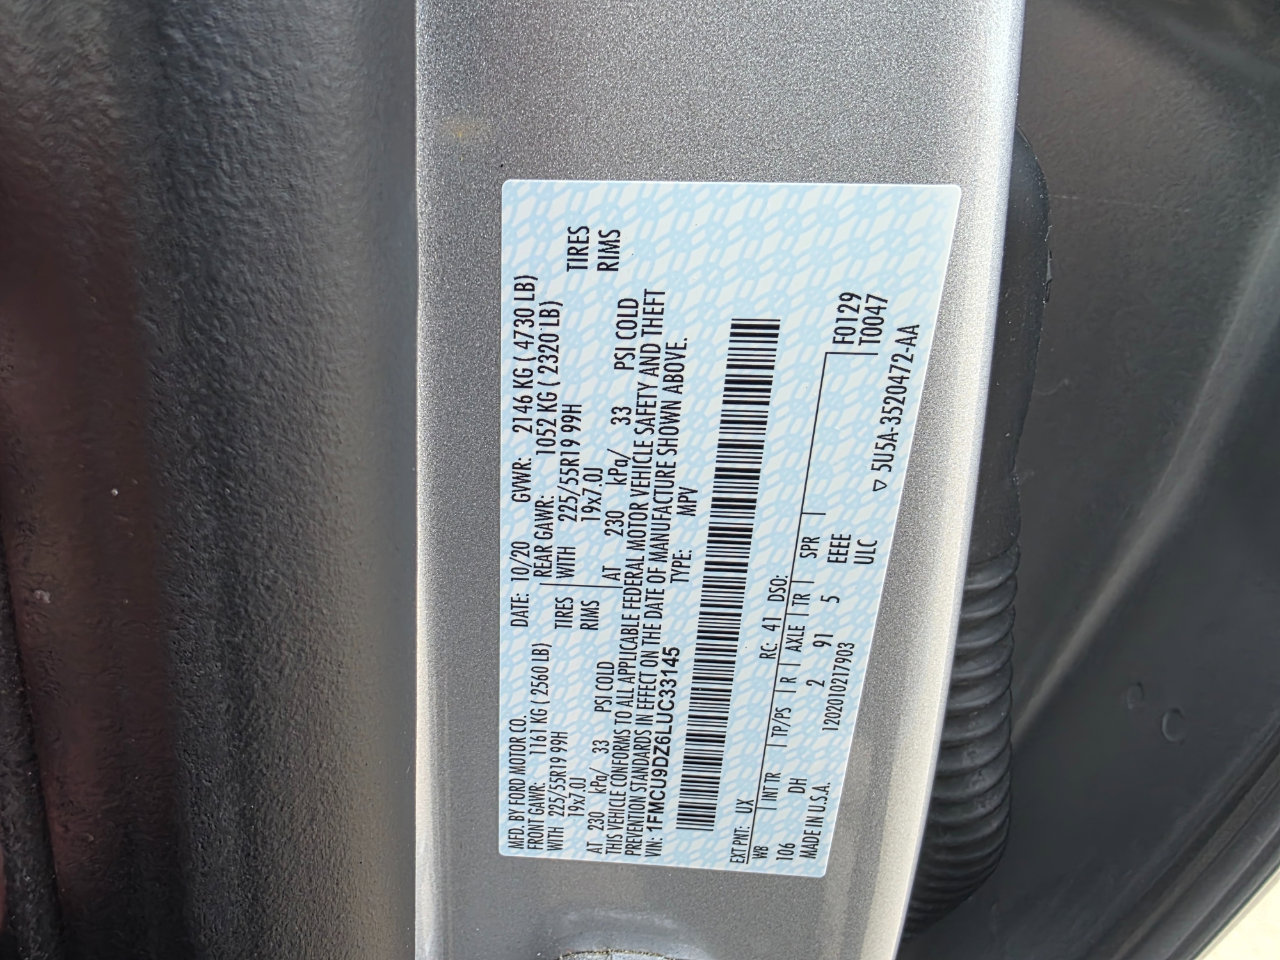 MFD. BY FORD MOTOR CO. DATE: 10/20 GVWR: 2146 KG ( 4730 LB)
FRONT GAWR: 1161 KG ( 2560 LB) REAR GAWR: 1052 KG ( 2320 LB)
WITH 225/55R19 99H TIRES WITH 225/55R19 99H TIRES
19x7.0J RIMS 19x7.0J RIMS
AT 230 kPa/ 33 PSI COLD AT 230 kPa/ 33 PSI COLD
THIS VEHICLE CONFORMS TO ALL APPLICABLE FEDERAL MOTOR VEHICLE SAFETY AND THEFT
PREVENTION STANDARDS IN EFFECT ON THE DATE OF MANUFACTURE SHOWN ABOVE.
VIN: 1FMCU9DZ6LUC33145 TYPE: MPV
EXT PNT: UX RC: 41 DSO:
WB INT TR TP/PS R AXLE TR SPR
106 DH 2 91 5 EEEE F0129
ULC T0047
MADE IN U.S.A. 1202010217903 5U5A-3520472-AA